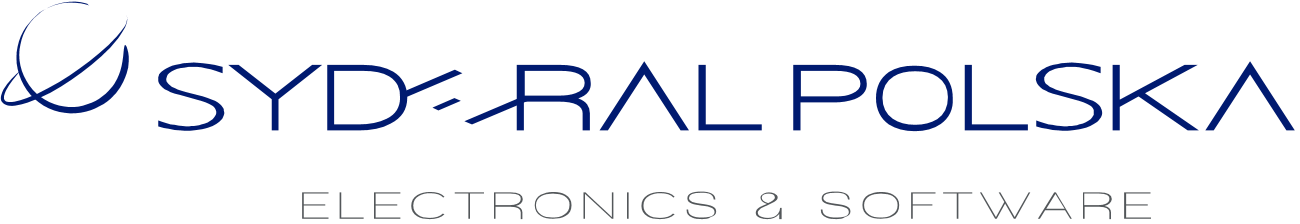 SYDERAL POLSKA
ELECTRONICS & SOFTWARE